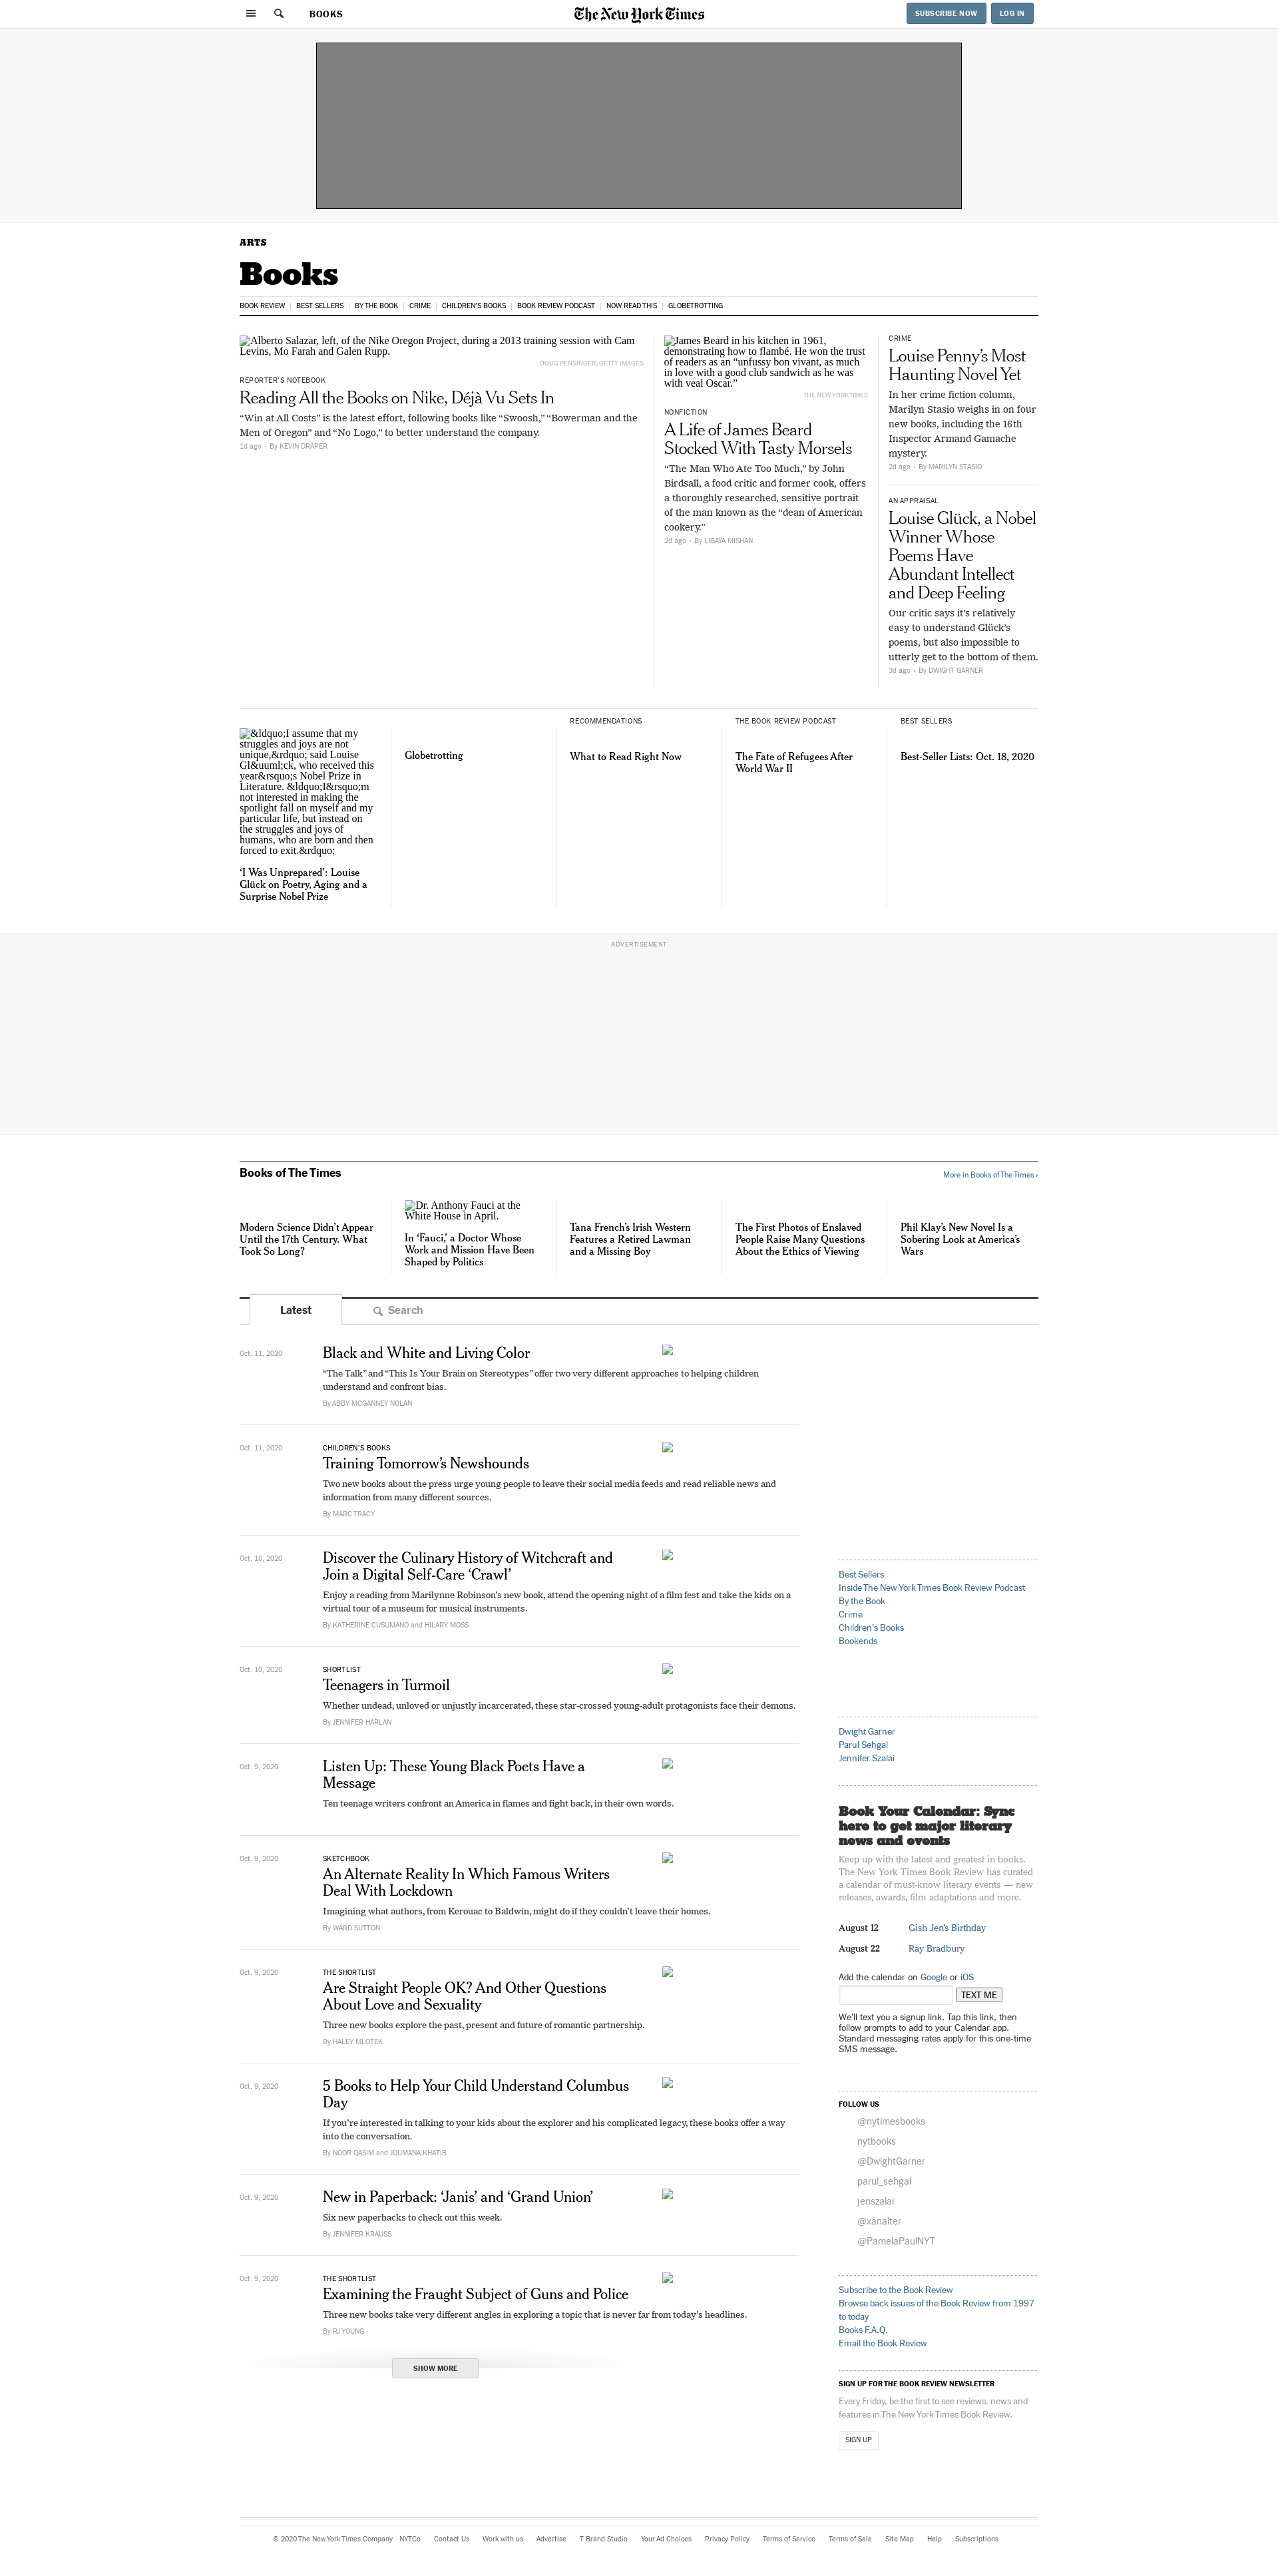 BOOKS
The New York Times
SUBSCRIBE NOW
LOG IN
ARTS
Books
BOOK REVIEW
BEST SELLERS
BY THE BOOK
CRIME
CHILDREN'S BOOKS
BOOK REVIEW PODCAST
NOW READ THIS
GLOBETROTTING
Alberto Salazar, left, of the Nike Oregon Project, during a 2013 training session with Cam
Levins, Mo Farah and Galen Rupp.
DOUG PENSINGER/GETTY IMAGES
REPORTER'S NOTEBOOK
Reading All the Books on Nike, Déjà Vu Sets In
“Win at All Costs” is the latest effort, following books like “Swoosh,” “Bowerman and the
Men of Oregon” and “No Logo,” to better understand the company.
1d ago • By KEVIN DRAPER
James Beard in his kitchen in 1961,
demonstrating how to flambé. He won the trust
of readers as an “unfussy bon vivant, as much
in love with a good club sandwich as he was
with veal Oscar.”
THE NEW YORK TIMES
NONFICTION
A Life of James Beard
Stocked With Tasty Morsels
“The Man Who Ate Too Much,” by John
Birdsall, a food critic and former cook, offers
a thoroughly researched, sensitive portrait
of the man known as the “dean of American
cookery.”
2d ago • By LIGAYA MISHAN
CRIME
Louise Penny’s Most
Haunting Novel Yet
In her crime fiction column,
Marilyn Stasio weighs in on four
new books, including the 16th
Inspector Armand Gamache
mystery.
2d ago • By MARILYN STASIO
AN APPRAISAL
Louise Glück, a Nobel
Winner Whose
Poems Have
Abundant Intellect
and Deep Feeling
Our critic says it’s relatively
easy to understand Glück’s
poems, but also impossible to
utterly get to the bottom of them.
3d ago • By DWIGHT GARNER
&ldquo;I assume that my
struggles and joys are not
unique,&rdquo; said Louise
Gl&uuml;ck, who received this
year&rsquo;s Nobel Prize in
Literature. &ldquo;I&rsquo;m
not interested in making the
spotlight fall on myself and my
particular life, but instead on
the struggles and joys of
humans, who are born and then
forced to exit.&rdquo;
‘I Was Unprepared’: Louise
Glück on Poetry, Aging and a
Surprise Nobel Prize
Globetrotting
RECOMMENDATIONS
What to Read Right Now
THE BOOK REVIEW PODCAST
The Fate of Refugees After
World War II
BEST SELLERS
Best-Seller Lists: Oct. 18, 2020
ADVERTISEMENT
Books of The Times
More in Books of The Times ›
Modern Science Didn’t Appear
Until the 17th Century. What
Took So Long?
Dr. Anthony Fauci at the
White House in April.
In ‘Fauci,’ a Doctor Whose
Work and Mission Have Been
Shaped by Politics
Tana French’s Irish Western
Features a Retired Lawman
and a Missing Boy
The First Photos of Enslaved
People Raise Many Questions
About the Ethics of Viewing
Phil Klay’s New Novel Is a
Sobering Look at America’s
Wars
Latest
Search
Oct. 11, 2020
Black and White and Living Color
“The Talk” and “This Is Your Brain on Stereotypes” offer two very different approaches to helping children
understand and confront bias.
By ABBY MCGANNEY NOLAN
Oct. 11, 2020
CHILDREN’S BOOKS
Training Tomorrow’s Newshounds
Two new books about the press urge young people to leave their social media feeds and read reliable news and
information from many different sources.
By MARC TRACY
Oct. 10, 2020
Discover the Culinary History of Witchcraft and
Join a Digital Self-Care ‘Crawl’
Enjoy a reading from Marilynne Robinson’s new book, attend the opening night of a film fest and take the kids on a
virtual tour of a museum for musical instruments.
By KATHERINE CUSUMANO and HILARY MOSS
Oct. 10, 2020
SHORTLIST
Teenagers in Turmoil
Whether undead, unloved or unjustly incarcerated, these star-crossed young-adult protagonists face their demons.
By JENNIFER HARLAN
Oct. 9, 2020
Listen Up: These Young Black Poets Have a
Message
Ten teenage writers confront an America in flames and fight back, in their own words.
Oct. 9, 2020
SKETCHBOOK
An Alternate Reality In Which Famous Writers
Deal With Lockdown
Imagining what authors, from Kerouac to Baldwin, might do if they couldn’t leave their homes.
By WARD SUTTON
Oct. 9, 2020
THE SHORTLIST
Are Straight People OK? And Other Questions
About Love and Sexuality
Three new books explore the past, present and future of romantic partnership.
By HALEY MLOTEK
Oct. 9, 2020
5 Books to Help Your Child Understand Columbus
Day
If you’re interested in talking to your kids about the explorer and his complicated legacy, these books offer a way
into the conversation.
By NOOR QASIM and JOUMANA KHATIB
Oct. 9, 2020
New in Paperback: ‘Janis’ and ‘Grand Union’
Six new paperbacks to check out this week.
By JENNIFER KRAUSS
Oct. 9, 2020
THE SHORTLIST
Examining the Fraught Subject of Guns and Police
Three new books take very different angles in exploring a topic that is never far from today’s headlines.
By RJ YOUNG
SHOW MORE
Best Sellers
Inside The New York Times Book Review Podcast
By the Book
Crime
Children’s Books
Bookends
Dwight Garner
Parul Sehgal
Jennifer Szalai
Book Your Calendar: Sync
here to get major literary
news and events
Keep up with the latest and greatest in books.
The New York Times Book Review has curated
a calendar of must-know literary events — new
releases, awards, film adaptations and more.
August 12 Gish Jen’s Birthday
August 22 Ray Bradbury
Add the calendar on Google or iOS
TEXT ME
We’ll text you a signup link. Tap this link, then
follow prompts to add to your Calendar app.
Standard messaging rates apply for this one-time
SMS message.
FOLLOW US
@nytimesbooks
nytbooks
@DwightGarner
parul_sehgal
jenszalai
@xanalter
@PamelaPaulNYT
Subscribe to the Book Review
Browse back issues of the Book Review from 1997
to today
Books F.A.Q.
Email the Book Review
SIGN UP FOR THE BOOK REVIEW NEWSLETTER
Every Friday, be the first to see reviews, news and
features in The New York Times Book Review.
SIGN UP
© 2020 The New York Times Company NYTCo Contact Us Work with us Advertise T Brand Studio Your Ad Choices Privacy Policy Terms of Service Terms of Sale Site Map Help Subscriptions